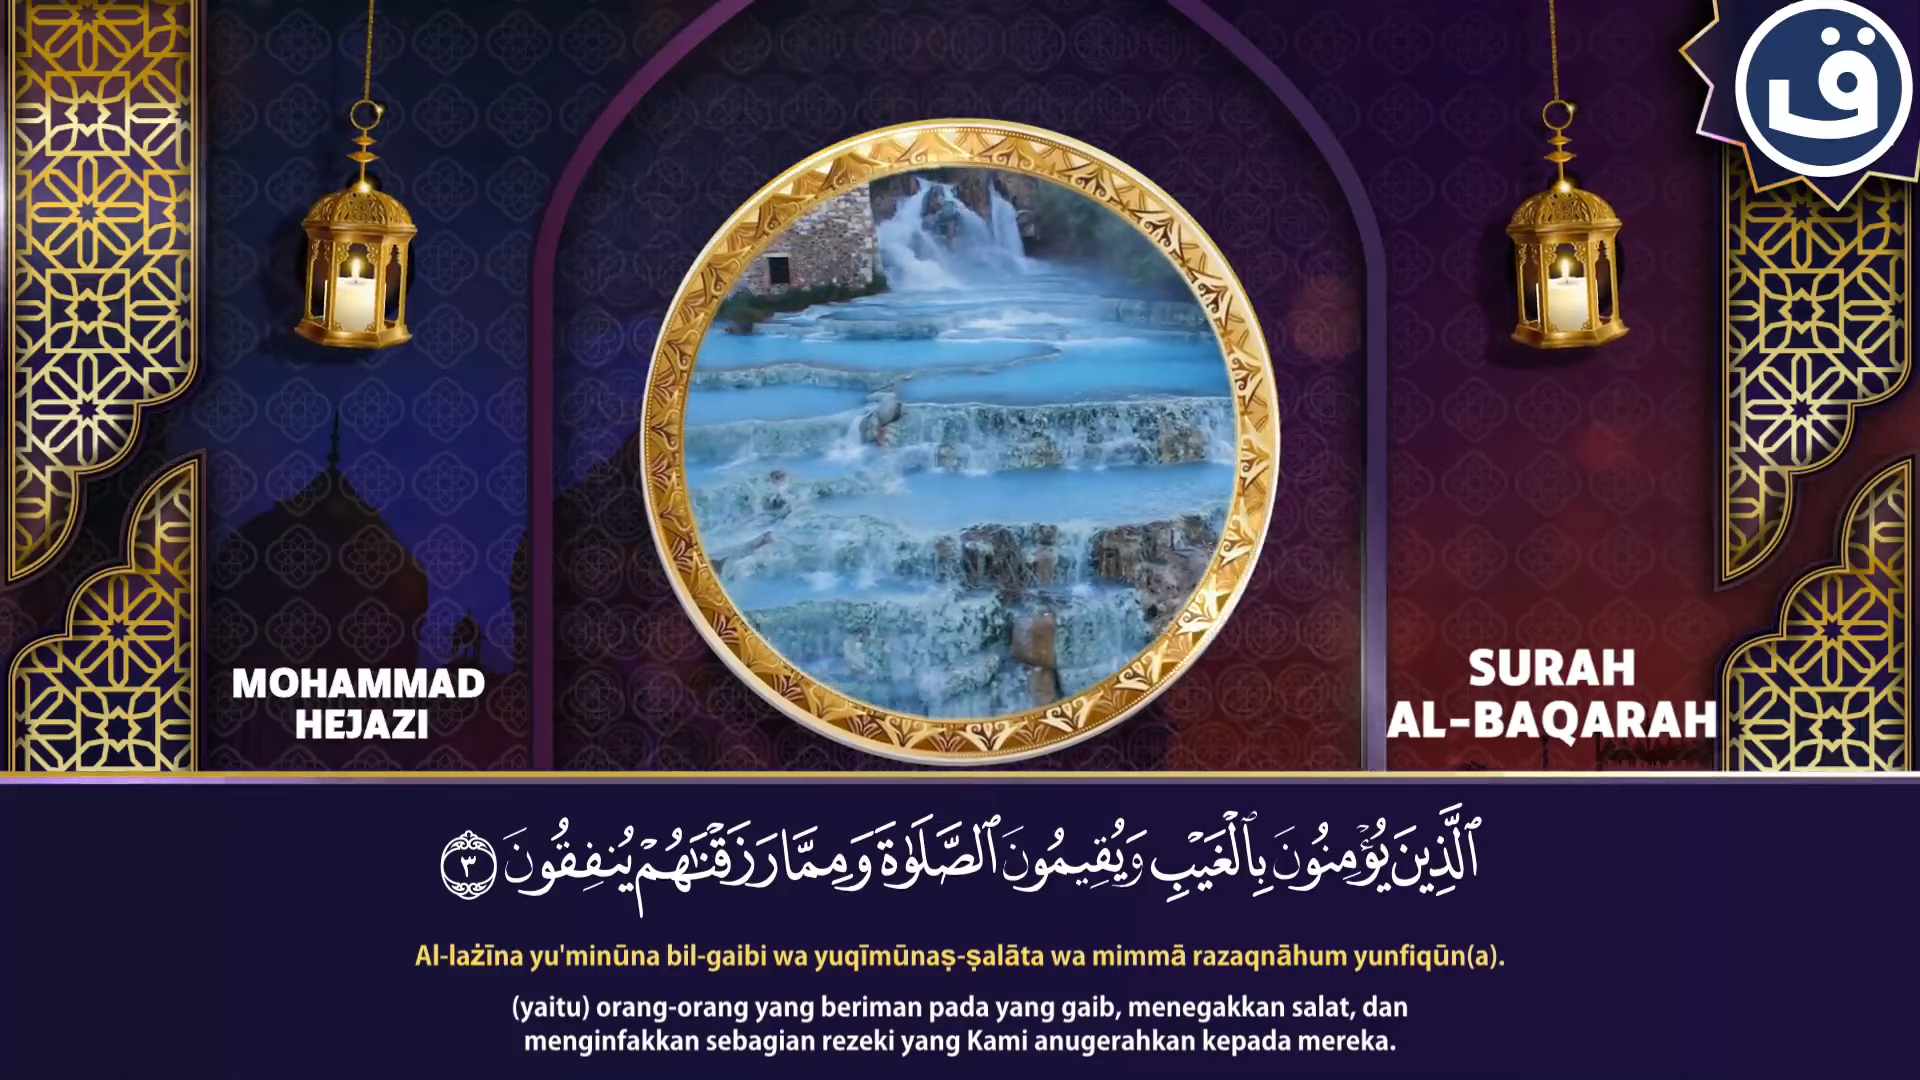 ق
MOHAMMAD
HEJAZI
SURAH
AL-BAQARAH
ٱلَّذِينَ يُؤْمِنُونَ بِٱلْغَيْبِ وَيُقِيمُونَ ٱلصَّلَوٰةَ وَمِمَّا رَزَقْنَـٰهُمْ يُنفِقُونَ ٣
Al-lażīna yu'minūna bil-gaibi wa yuqīmūnaṣ-ṣalāta wa mimmā razaqnāhum yunfiqūn(a).
(yaitu) orang-orang yang beriman pada yang gaib, menegakkan salat, dan
menginfakkan sebagian rezeki yang Kami anugerahkan kepada mereka.